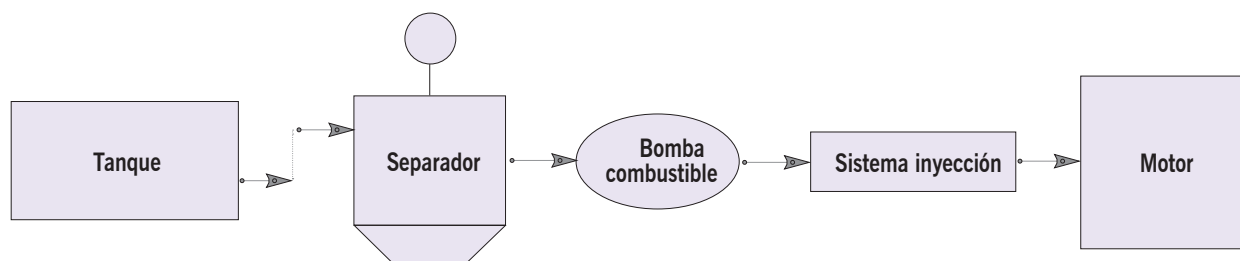 Tanque
Separador
Bomba
combustible
Sistema inyección
Motor